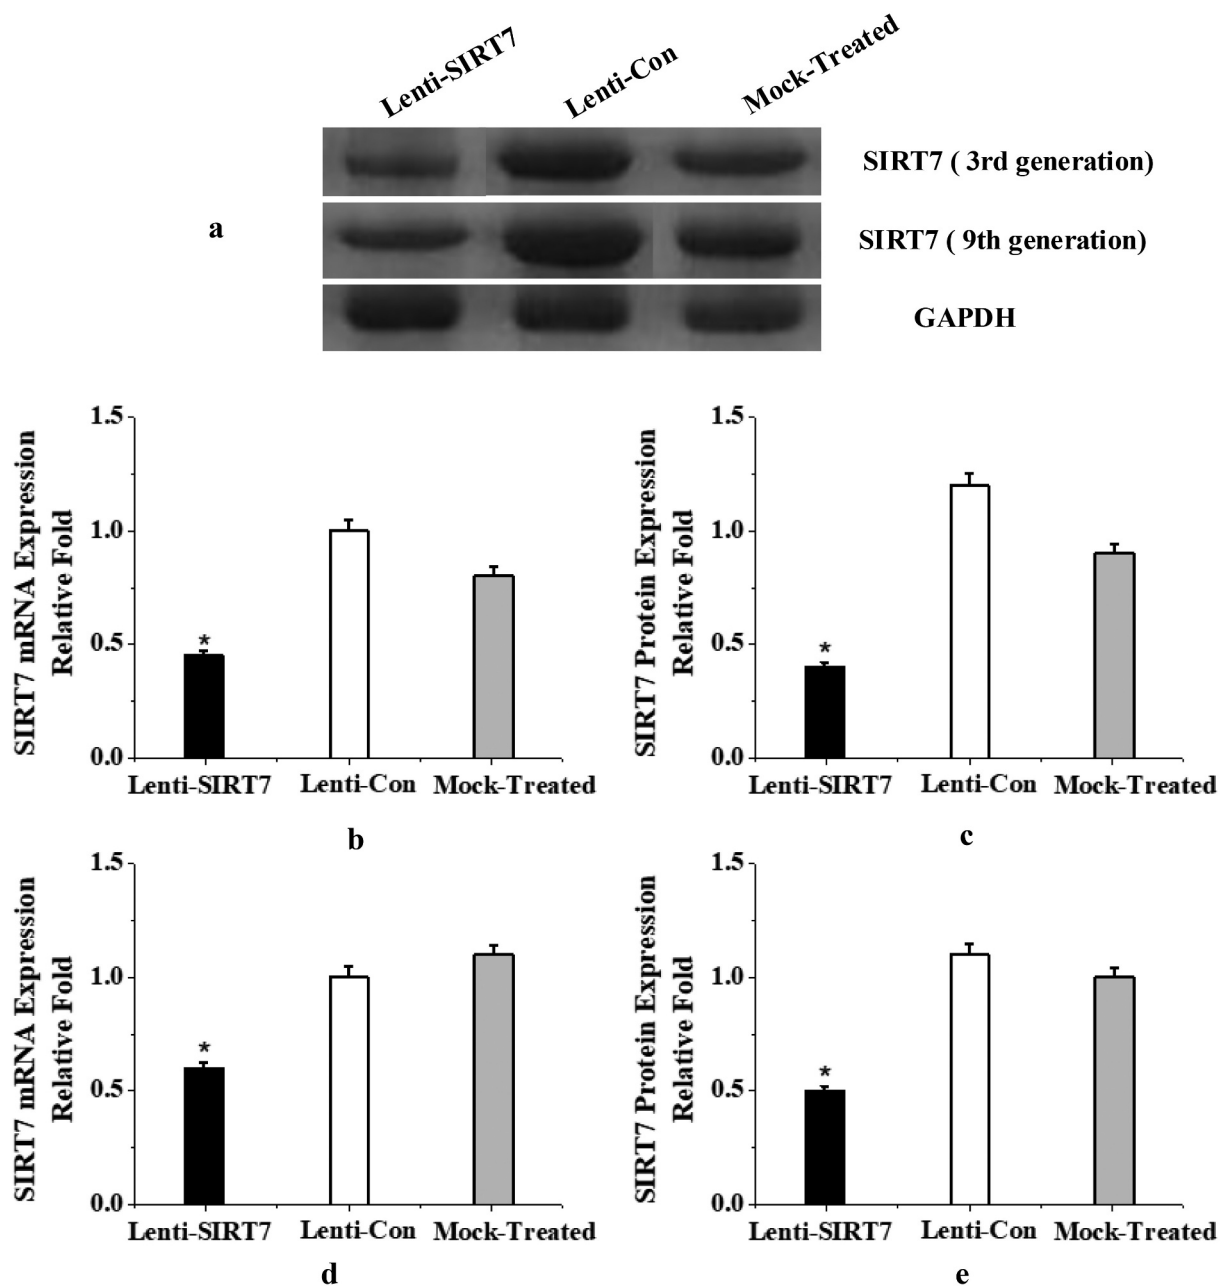 Lenti-SIRT7
Lenti-Con
Mock-Treated
SIRT7 ( 3rd generation)
a
SIRT7 ( 9th generation)
GAPDH
SIRT7 mRNA Expression
Relative Fold
1.5
1.0
0.5
0.0
*
Lenti-SIRT7
Lenti-Con
Mock-Treated
b
SIRT7 Protein Expression
Relative Fold
1.5
1.0
0.5
0.0
*
Lenti-SIRT7
Lenti-Con
Mock-Treated
c
SIRT7 mRNA Expression
Relative Fold
1.5
1.0
0.5
0.0
*
Lenti-SIRT7
Lenti-Con
Mock-Treated
d
SIRT7 Protein Expression
Relative Fold
1.5
1.0
0.5
0.0
*
Lenti-SIRT7
Lenti-Con
Mock-Treated
e